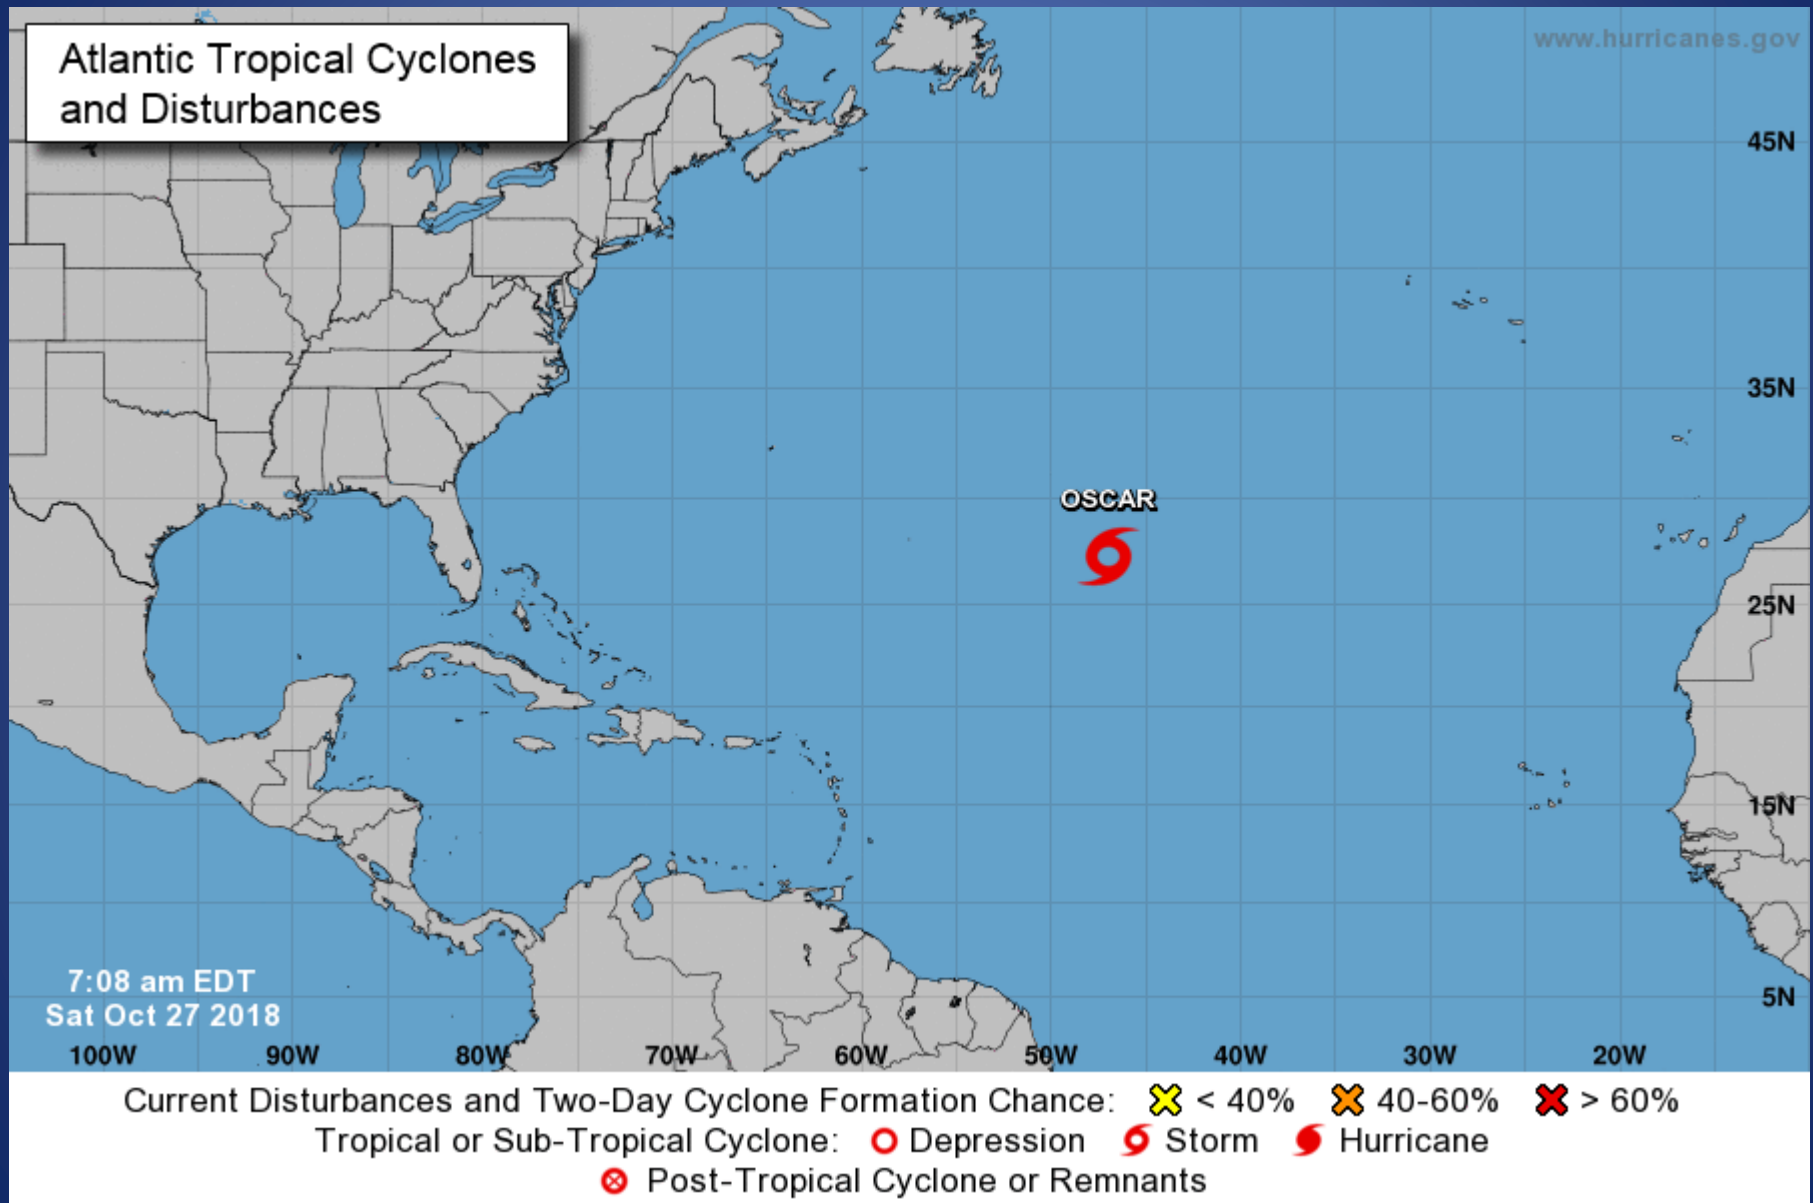 Atlantic Tropical Cyclones
and Disturbances
www.hurricanes.gov
45N
35N
OSCAR
25N
15N
5N
7:08 am EDT
Sat Oct 27 2018
100W 90W 80W 70W 60W 50W 40W 30W 20W
Current Disturbances and Two-Day Cyclone Formation Chance: < 40% 40-60% > 60%
Tropical or Sub-Tropical Cyclone: Depression Storm Hurricane
Post-Tropical Cyclone or Remnants